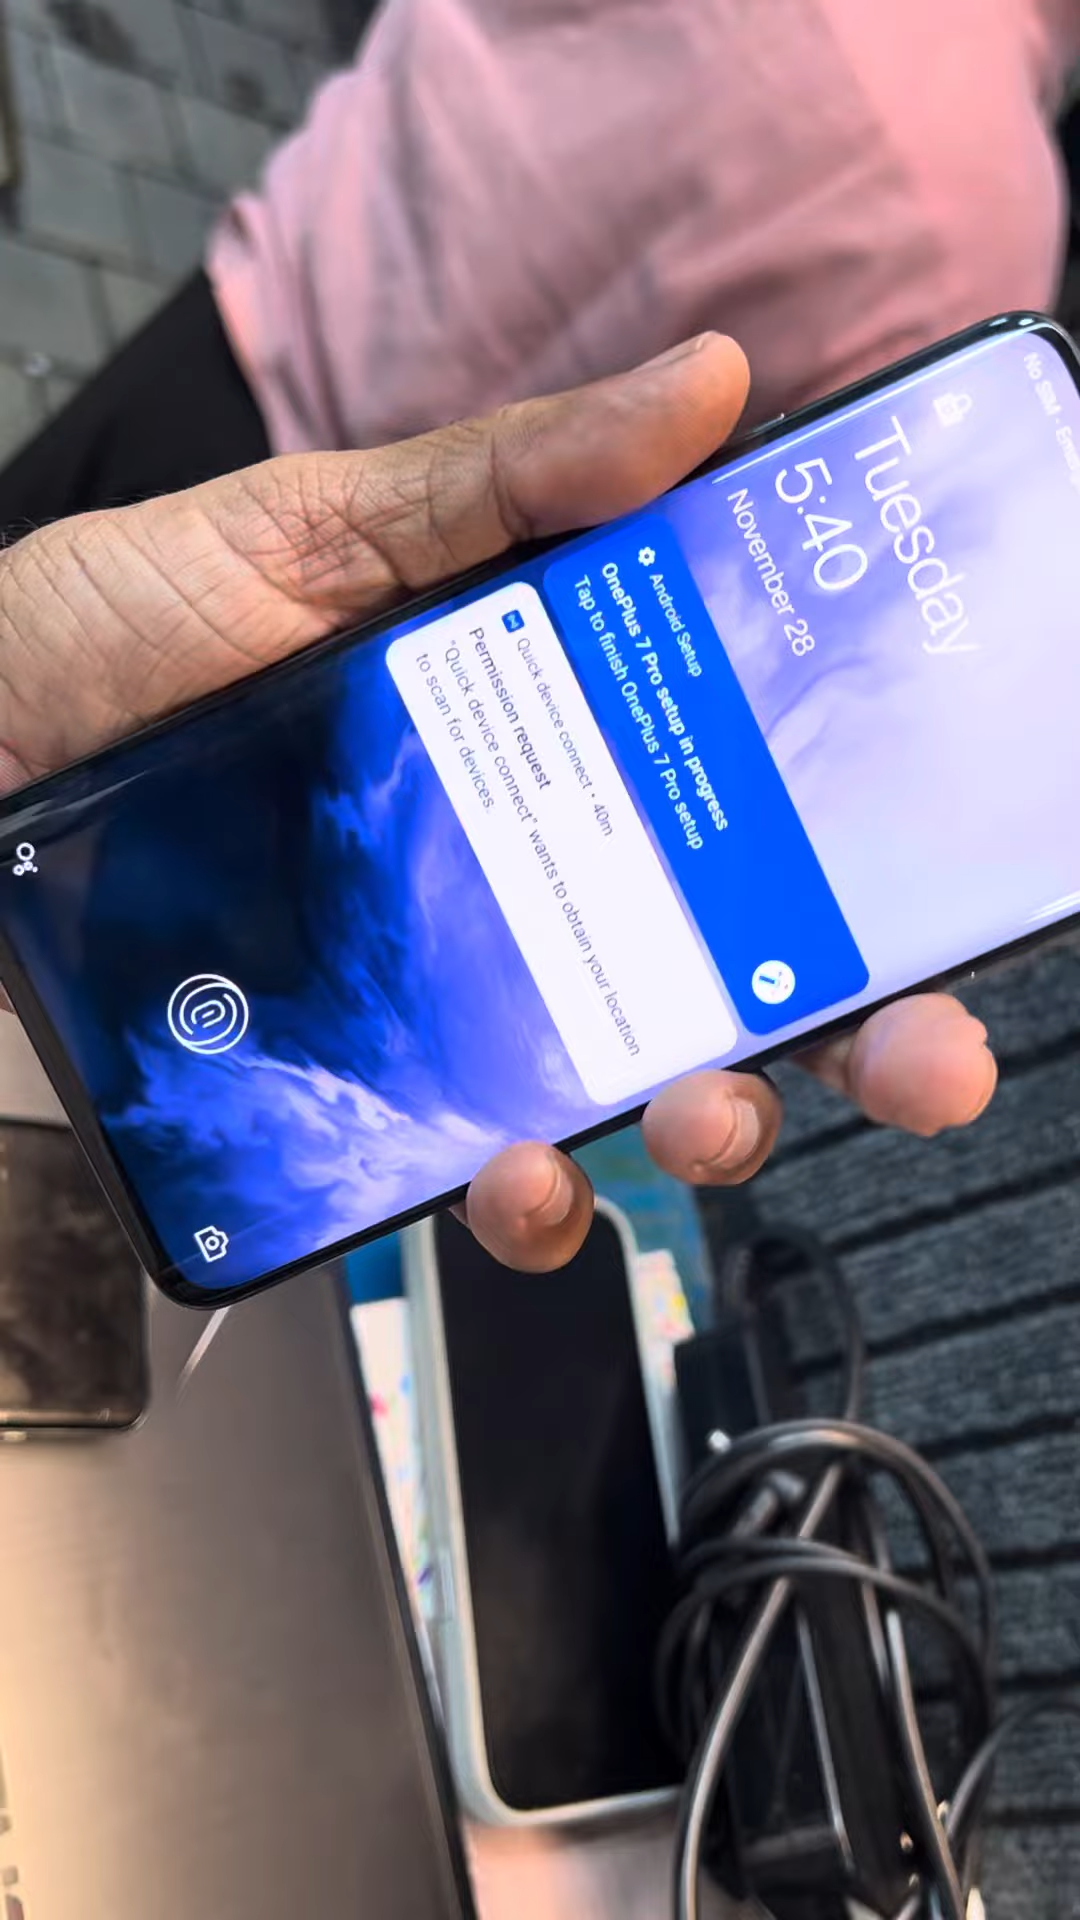 No SIM - Emerg
Tuesday
5:40
November 28
Android Setup
OnePlus 7 Pro setup in progress
Tap to finish OnePlus 7 Pro setup
Quick device connect • 40m
Permission request
"Quick device connect" wants to obtain your location
to scan for devices.